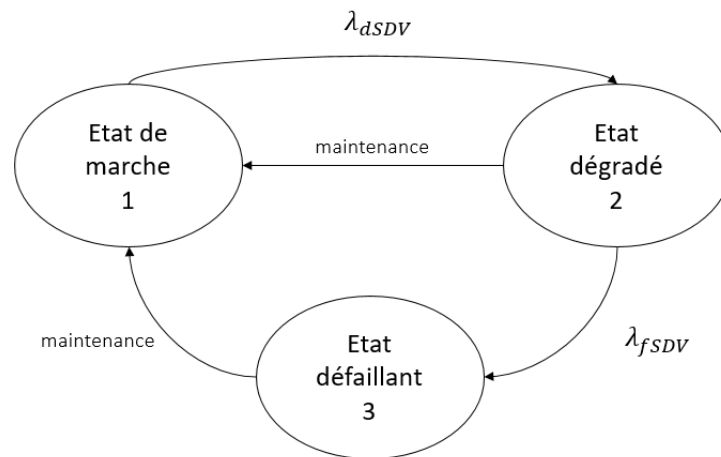 λ_dSDV
Etat de
marche
1
maintenance
Etat
dégradé
2
maintenance
Etat
défaillant
3
λ_fSDV